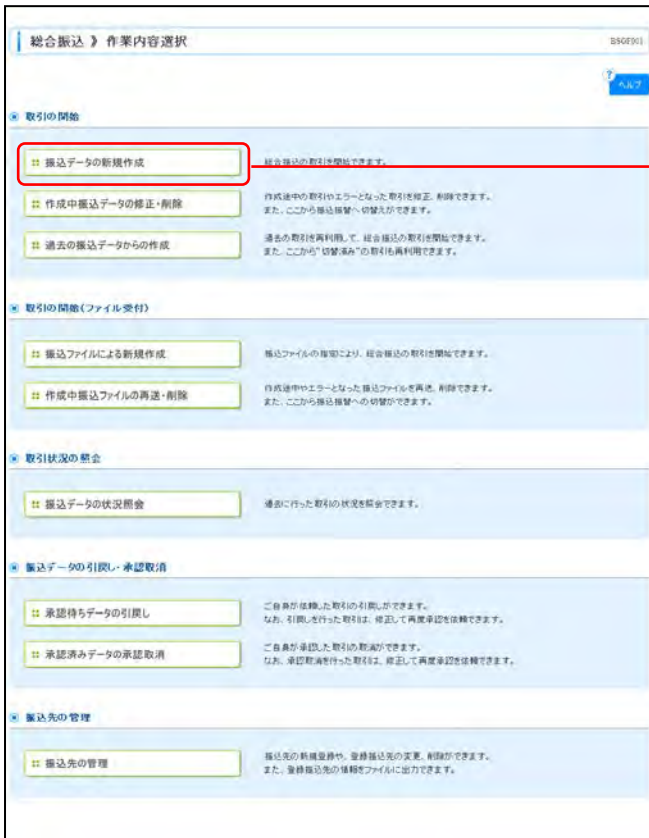 総合振込 》 作業内容選択
BSGF901
?
ヘルプ
取引の開始
振込データの新規作成
総合振込の取引を開始できます。
作成中振込データの修正・削除
作成途中の取引やエラーとなった取引を修正、削除できます。
また、ここから振込振替へ切替えができます。
過去の振込データからの作成
過去の取引を再利用して、総合振込の取引を開始できます。
また、ここから"切替済み"の取引も再利用できます。
取引の開始(ファイル受付)
振込ファイルによる新規作成
振込ファイルの指定により、総合振込の取引を開始できます。
作成中振込ファイルの再送・削除
作成途中やエラーとなった振込ファイルを再送、削除できます。
また、ここから振込振替への切替ができます。
取引状況の照会
振込データの状況照会
過去に行った取引の状況を照会できます。
振込データの引戻し・承認取消
承認待ちデータの引戻し
ご自身が依頼した取引の引戻しができます。
なお、引戻しを行った取引は、修正して再度承認を依頼できます。
承認済みデータの承認取消
ご自身が承認した取引の取消ができます。
なお、承認取消を行った取引は、修正して再度承認を依頼できます。
振込先の管理
振込先の管理
振込先の新規登録や、登録振込先の変更、削除ができます。
また、登録振込先の情報をファイルに出力できます。